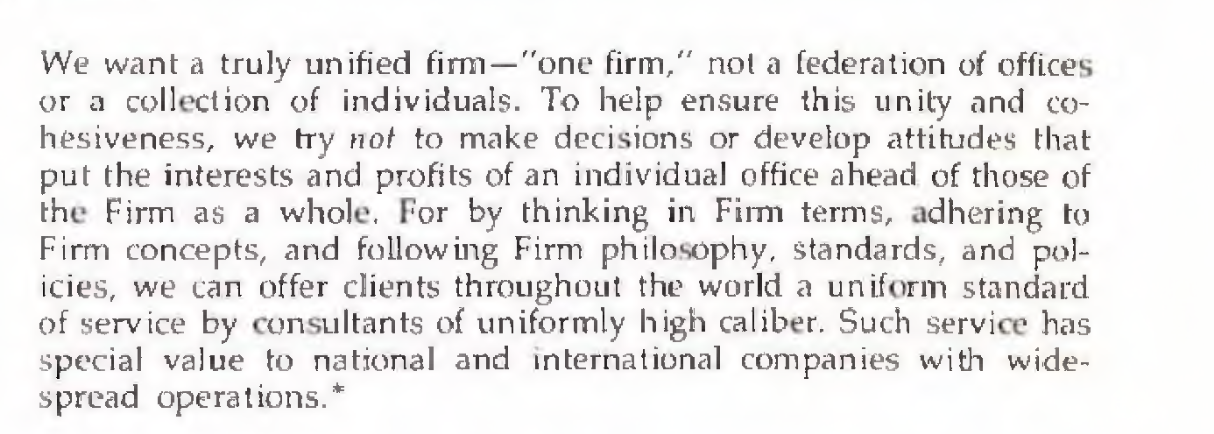 We want a truly unified firm—"one firm," not a federation of offices
or a collection of individuals. To help ensure this unity and co-
hesiveness, we try not to make decisions or develop attitudes that
put the interests and profits of an individual office ahead of those of
the Firm as a whole. For by thinking in Firm terms, adhering to
Firm concepts, and following Firm philosophy, standards, and pol-
icies, we can offer clients throughout the world a uniform standard
of service by consultants of uniformly high caliber. Such service has
special value to national and international companies with wide-
spread operations.*